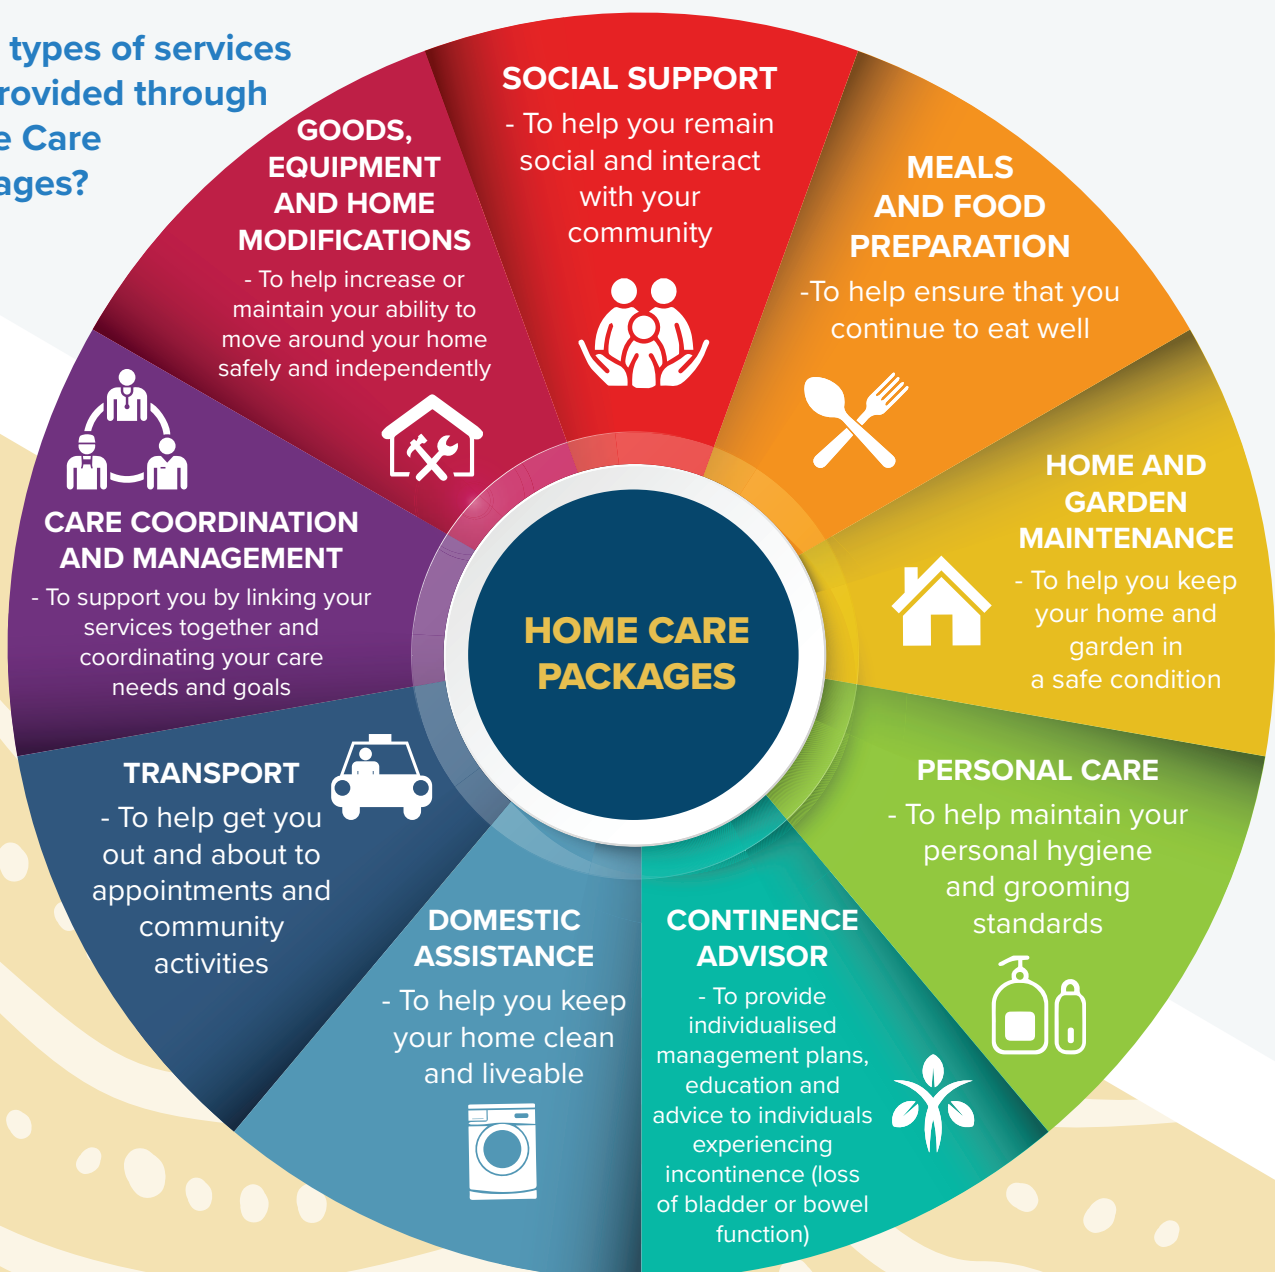 types of services
rovided through
e Care
ages?
SOCIAL SUPPORT
- To help you remain
social and interact
with your
community
MEALS
AND FOOD
PREPARATION
-To help ensure that you
continue to eat well
HOME AND
GARDEN
MAINTENANCE
- To help you keep
your home and
garden in
a safe condition
PERSONAL CARE
- To help maintain your
personal hygiene
and grooming
standards
CONTINENCE
ADVISOR
- To provide
individualised
management plans,
education and
advice to individuals
experiencing
incontinence (loss
of bladder or bowel
function)
DOMESTIC
ASSISTANCE
- To help you keep
your home clean
and liveable
TRANSPORT
- To help get you
out and about to
appointments and
community
activities
CARE COORDINATION
AND MANAGEMENT
- To support you by linking your
services together and
coordinating your care
needs and goals
GOODS,
EQUIPMENT
AND HOME
MODIFICATIONS
- To help increase or
maintain your ability to
move around your home
safely and independently
HOME CARE
PACKAGES